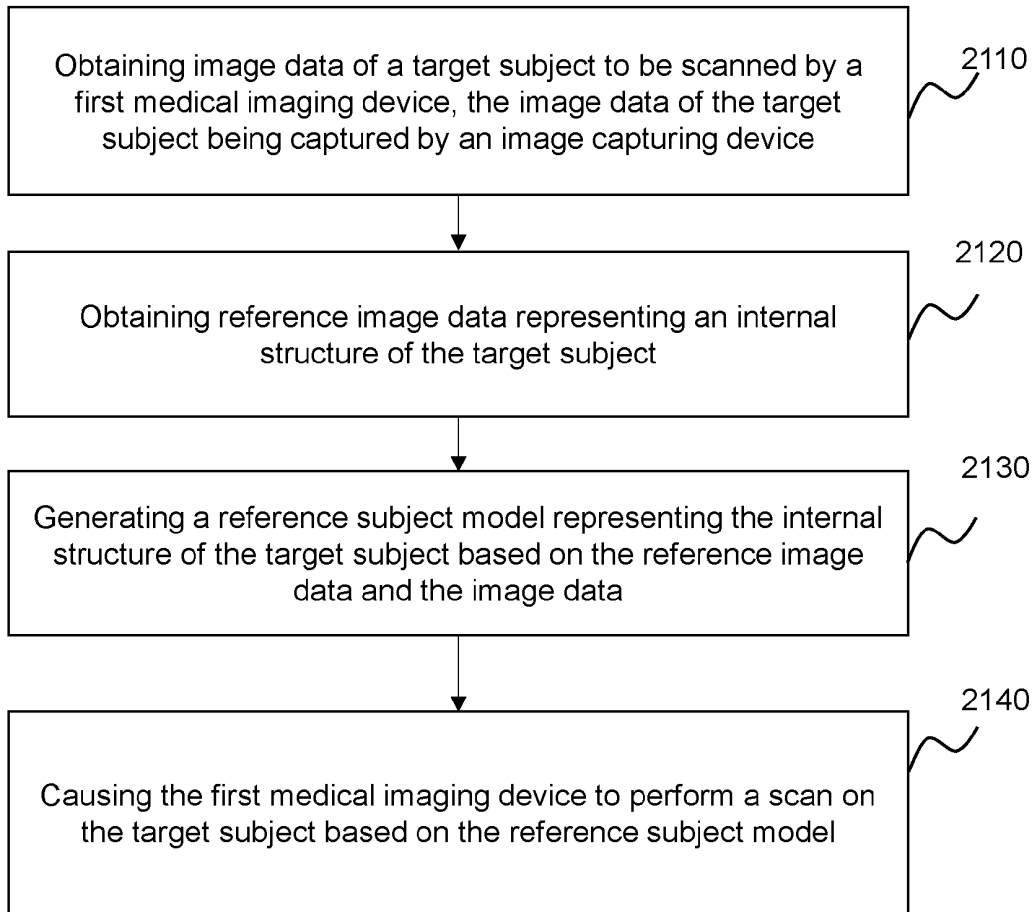 Obtaining image data of a target subject to be scanned by a
first medical imaging device, the image data of the target
subject being captured by an image capturing device
2110
Obtaining reference image data representing an internal
structure of the target subject
2120
Generating a reference subject model representing the internal
structure of the target subject based on the reference image
data and the image data
2130
Causing the first medical imaging device to perform a scan on
the target subject based on the reference subject model
2140